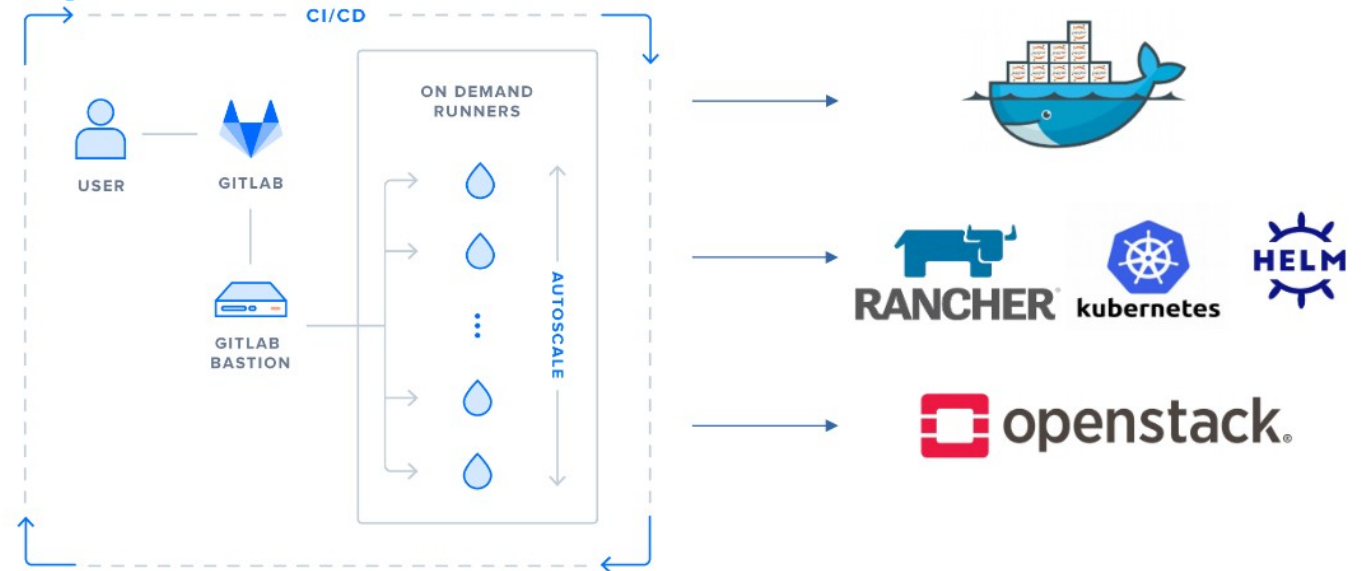 CI/CD
ON DEMAND
RUNNERS
USER
GITLAB
GITLAB
BASTION
AUTOSCALE
RANCHER®
kubernetes
HELM
openstack®